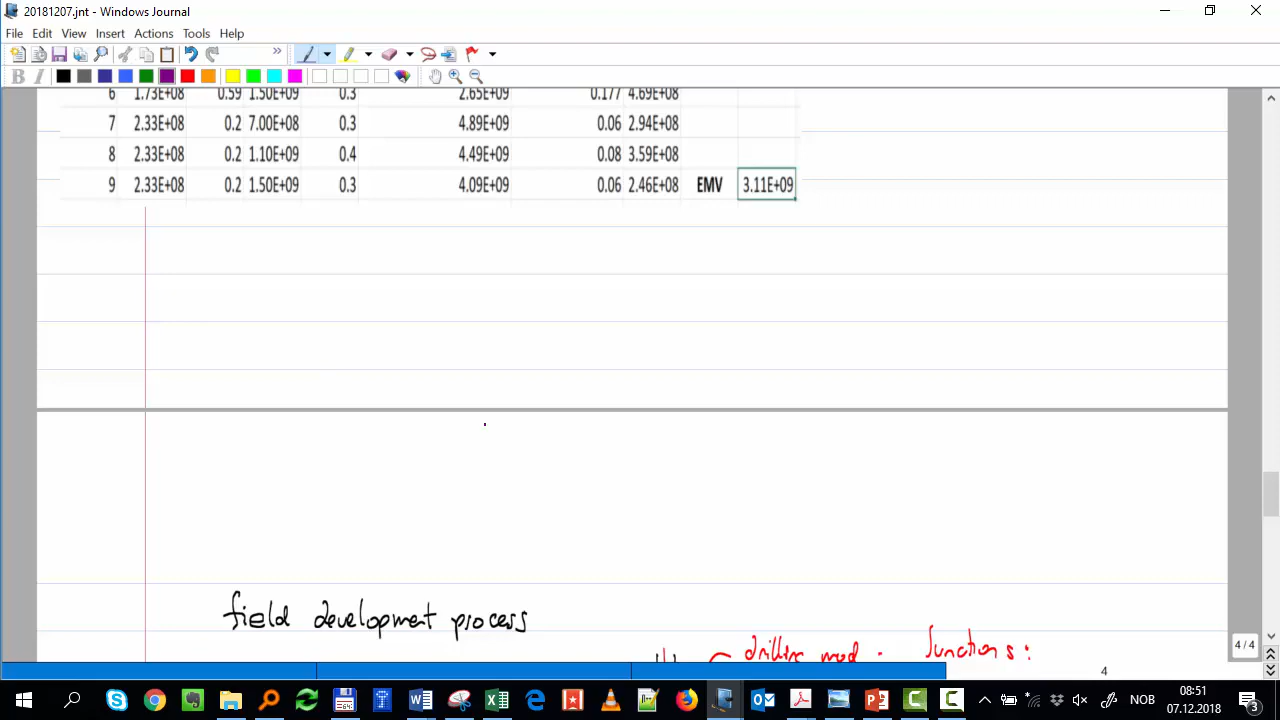 20181207.jnt - Windows Journal
File Edit View Insert Actions Tools Help
B I
6 1.73E+08 0.59 1.50E+09 0.3 2.65E+09 0.177 4.69E+08
7 2.33E+08 0.2 7.00E+08 0.3 4.89E+09 0.06 2.94E+08
8 2.33E+08 0.2 1.10E+09 0.4 4.49E+09 0.08 3.59E+08
9 2.33E+08 0.2 1.50E+09 0.3 4.09E+09 0.06 2.46E+08 EMV 3.11E+09
field development process
drilling mod. functions:
4/4
4
NOB
08:51
07.12.2018
3